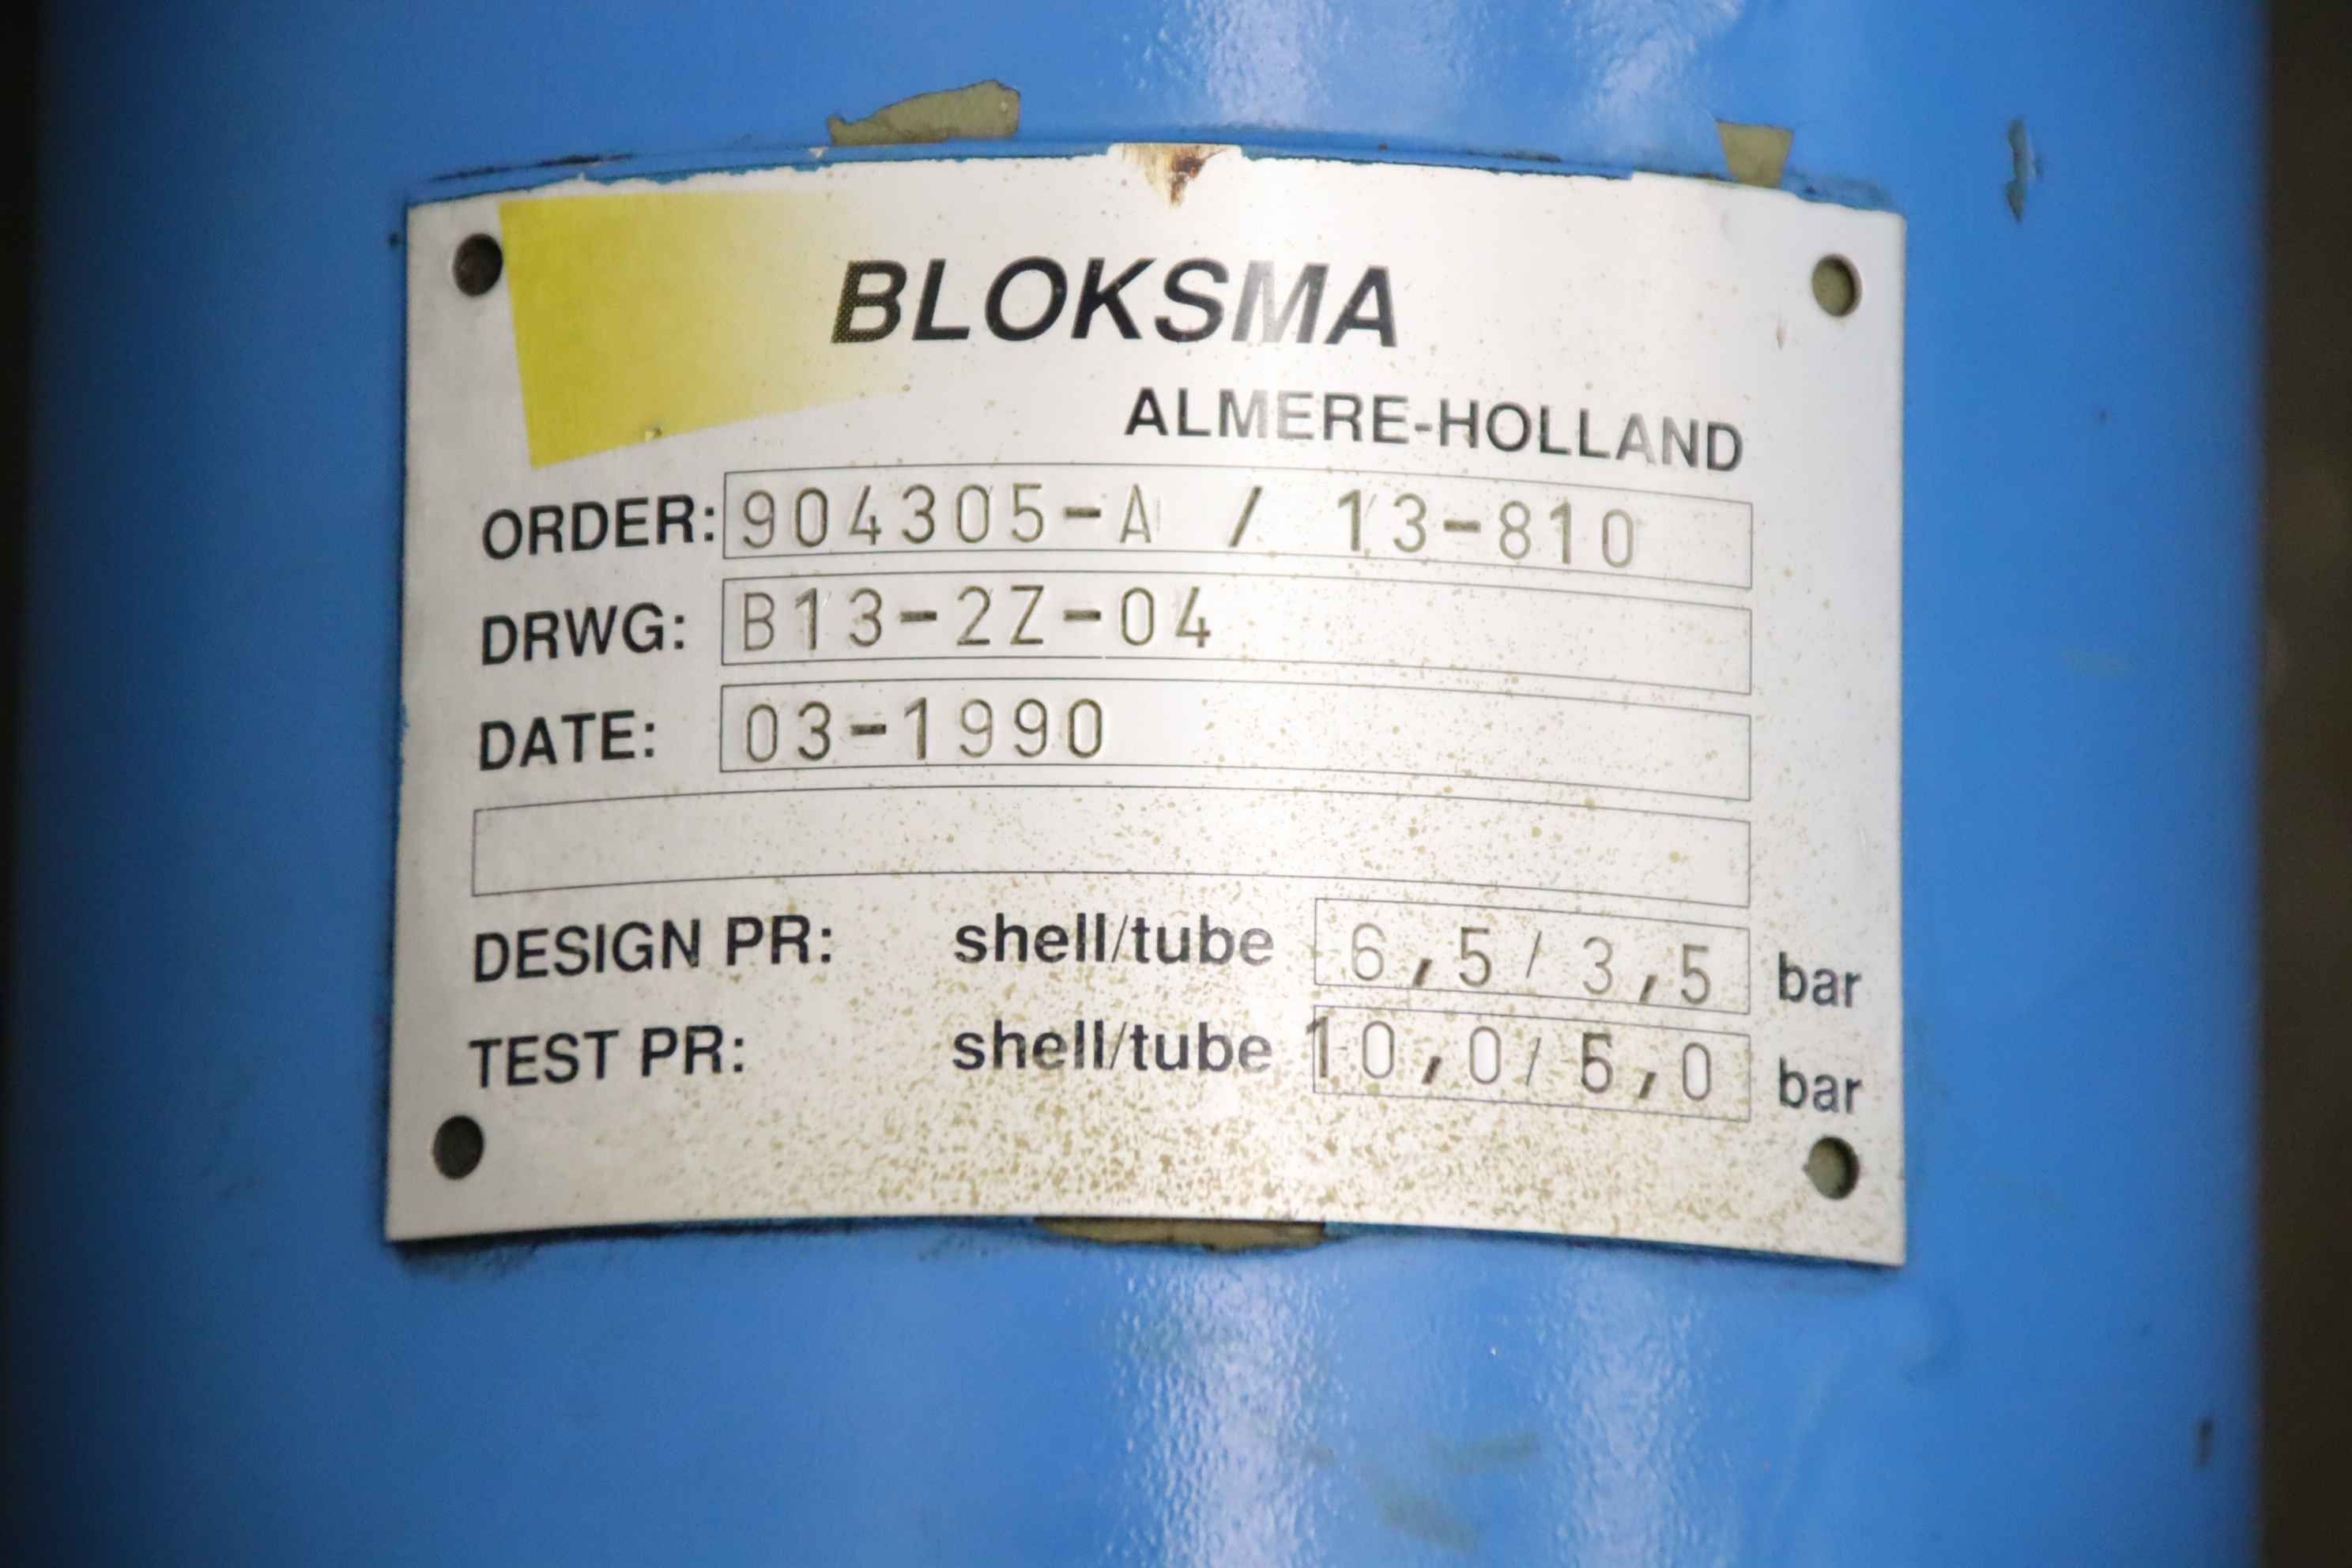 BLOKSMA
ALMERE-HOLLAND
ORDER: 904305-A / 13-810
DRWG: B13-2Z-04
DATE: 03-1990
DESIGN PR: shell/tube 6,5/3,5 bar
TEST PR: shell/tube 10,0/5,0 bar